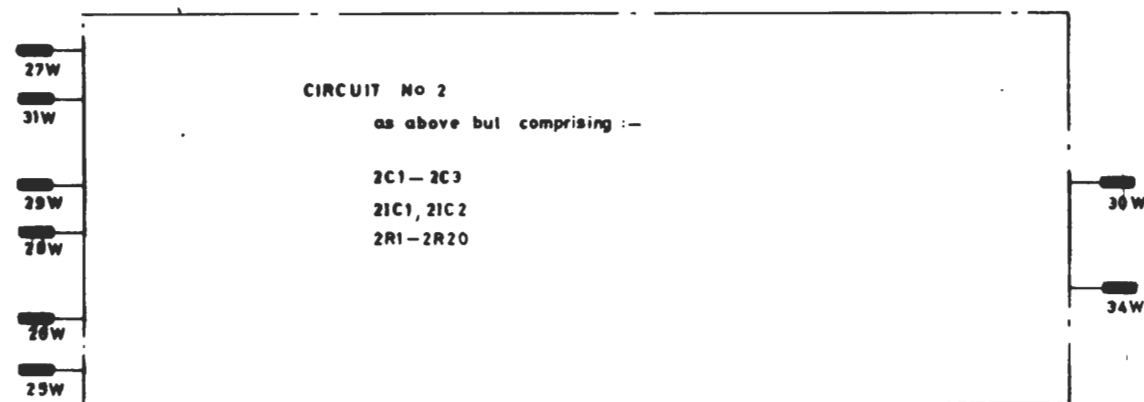 27W
31W
29W
28W
26W
25W
CIRCUIT No 2
as above but comprising :—
2C1—2C3
2IC1, 2IC2
2R1—2R20
30W
34W